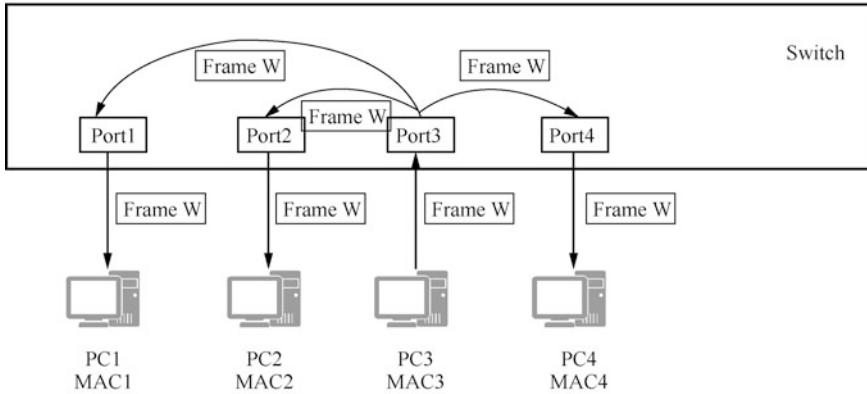 Switch
Frame W
Frame W
Frame W
Port1
Port2
Port3
Port4
Frame W
Frame W
Frame W
Frame W
PC1
MAC1
PC2
MAC2
PC3
MAC3
PC4
MAC4